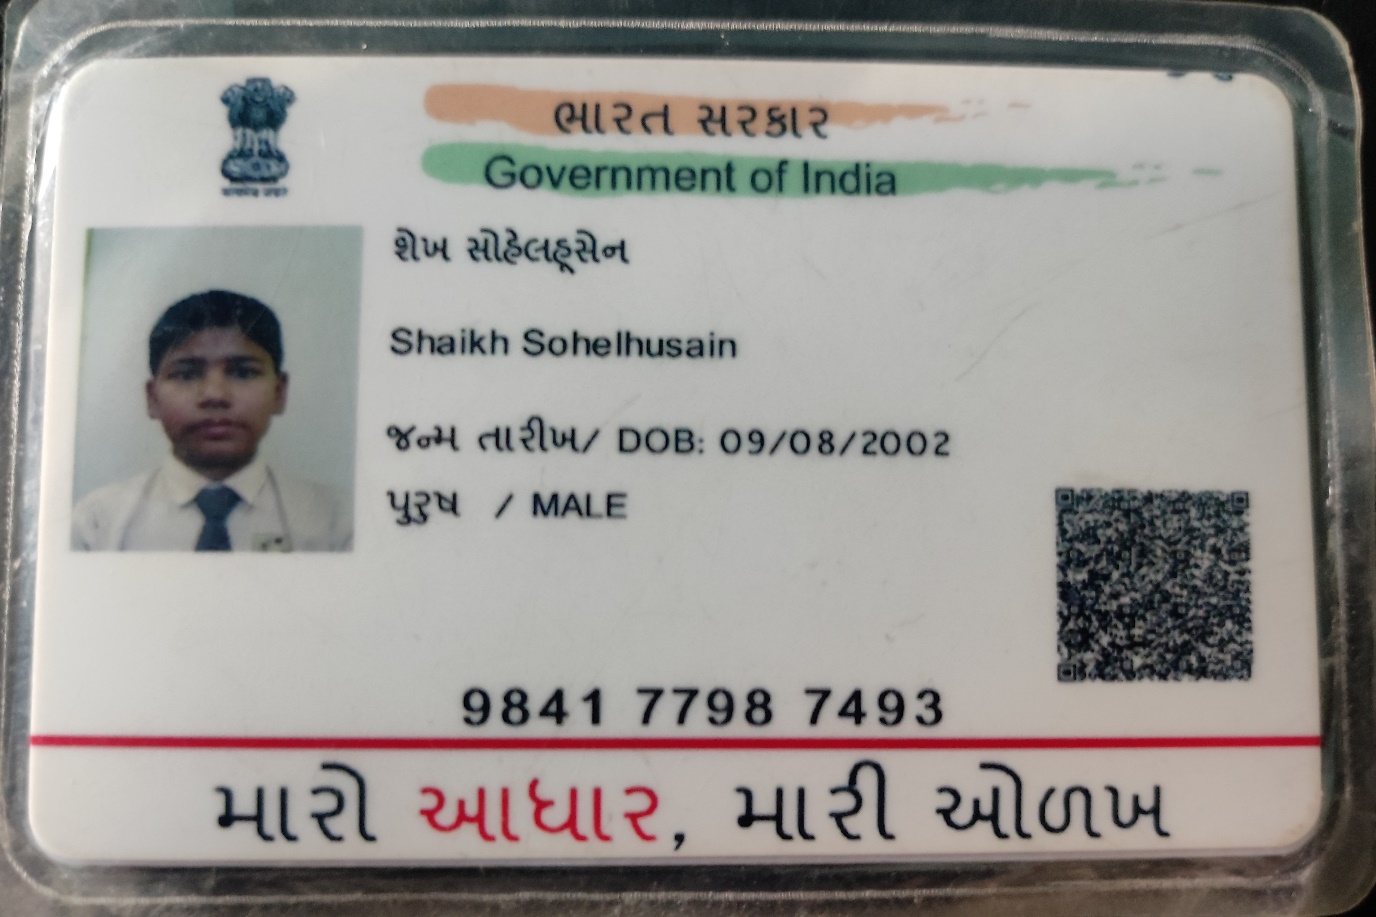 ભારત સરકાર
Government of India
શેખ સોહેલહૂસેન
Shaikh Sohelhusain
જન્મ તારીખ/ DOB: 09/08/2002
પુરુષ / MALE
9841 7798 7493
મારો આધાર, મારી ઓળખ